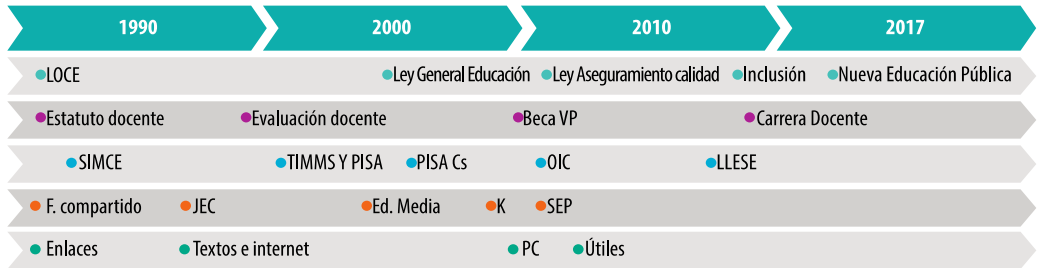 1990 2000 2010 2017
LOCE Ley General Educación Ley Aseguramiento calidad Inclusión Nueva Educación Pública
Estatuto docente Evaluación docente Beca VP Carrera Docente
SIMCE TIMMS Y PISA PISA Cs OIC LLESE
F. compartido JEC Ed. Media K SEP
Enlaces Textos e internet PC Útiles